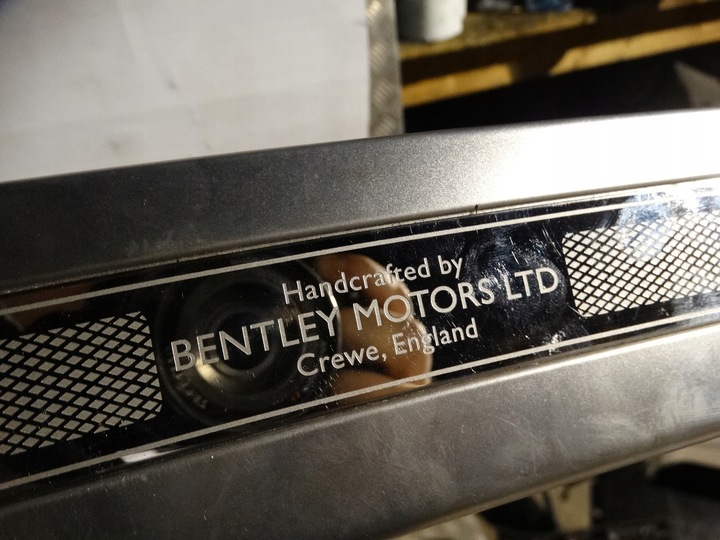 Handcrafted by
BENTLEY MOTORS LTD
Crewe, England